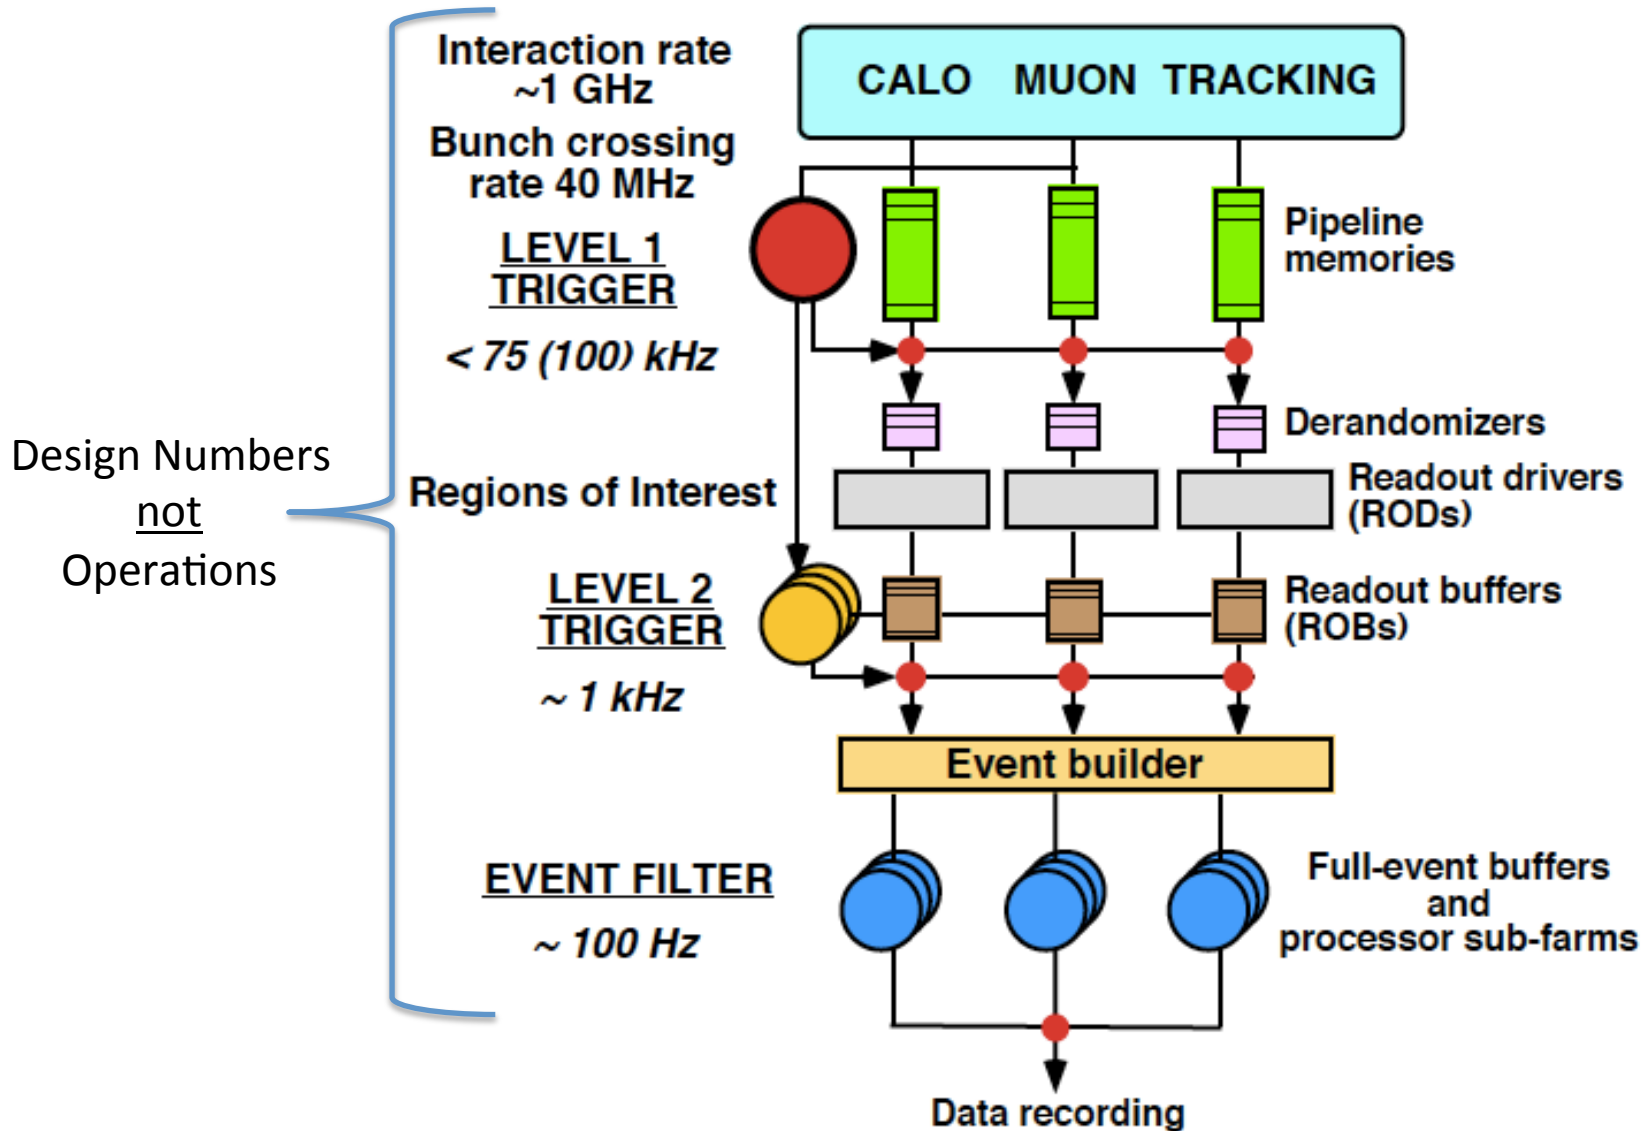 Interaction rate
~1 GHz
Bunch crossing
rate 40 MHz
LEVEL 1
TRIGGER
< 75 (100) kHz
Design Numbers
not
Operations
Regions of Interest
LEVEL 2
TRIGGER
~ 1 kHz
EVENT FILTER
~ 100 Hz
CALO MUON TRACKING
Pipeline
memories
Derandomizers
Readout drivers
(RODs)
Readout buffers
(ROBs)
Event builder
Full-event buffers
and
processor sub-farms
Data recording